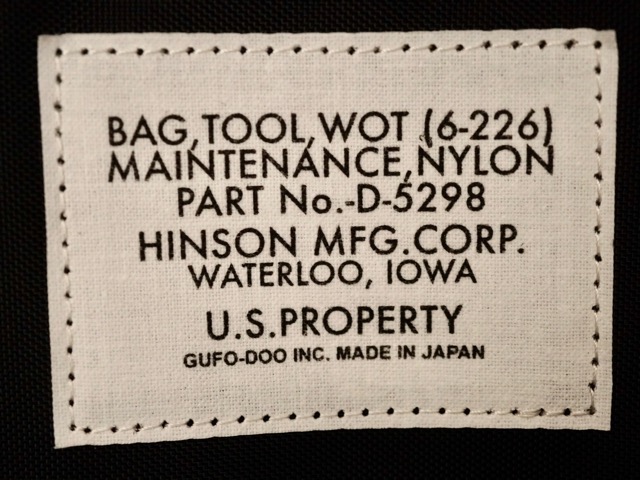 BAG,TOOL,WOT (6-226)
MAINTENANCE,NYLON
PART No.-D-5298
HINSON MFG.CORP.
WATERLOO, IOWA
U.S.PROPERTY
GUFO-DOO INC. MADE IN JAPAN